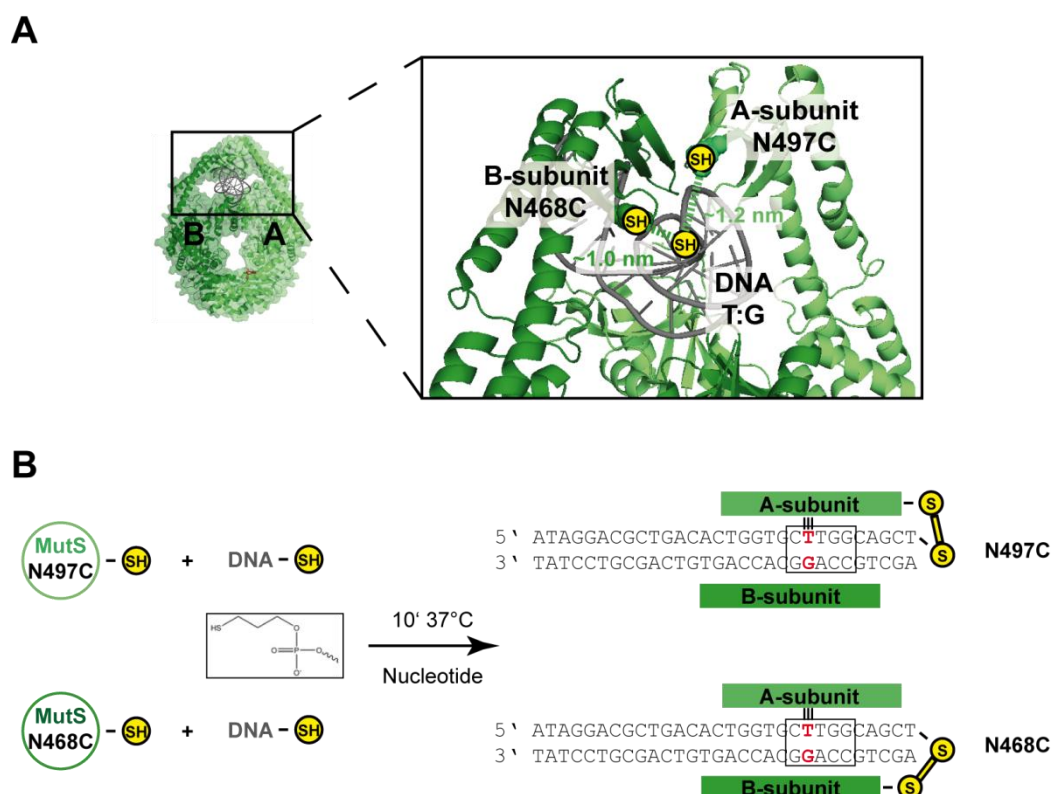 A
B A
A-subunit
N497C
B-subunit
N468C
SH
SH
SH
~1.2 nm
~1.0 nm
DNA
T:G
B
MutS
N497C
SH + DNA SH
HS O O P O O-
10‘ 37°C
Nucleotide
MutS
N468C
SH + DNA SH
A-subunit
5‘ ATAGGACGCTGACACTGGTGCTTGGCAGCT
3‘ TATCCTGCGACTGTGACCACGGACCGTCGA
B-subunit
S
S
N497C
A-subunit
5‘ ATAGGACGCTGACACTGGTGCTTGGCAGCT
3‘ TATCCTGCGACTGTGACCACGGACCGTCGA
B-subunit
S
S
N468C